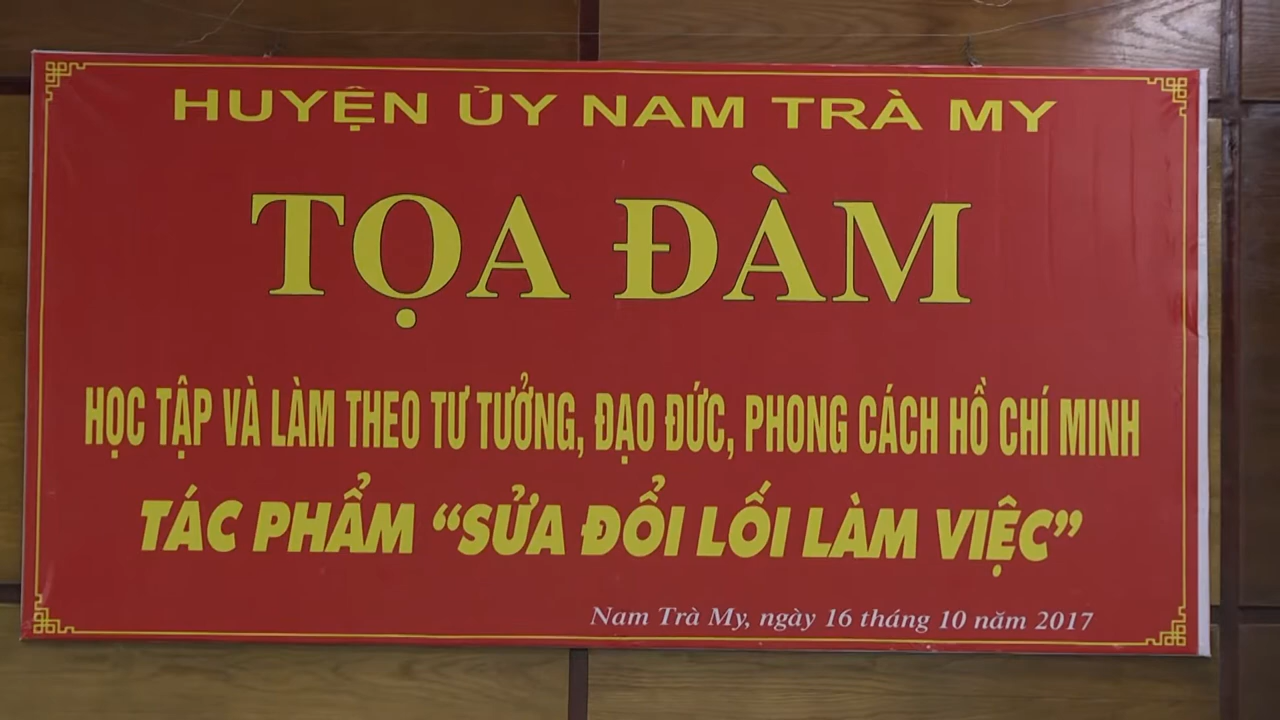 HUYỆN ỦY NAM TRÀ MY
TỌA ĐÀM
HỌC TẬP VÀ LÀM THEO TƯ TƯỞNG, ĐẠO ĐỨC, PHONG CÁCH HỒ CHÍ MINH
TÁC PHẨM “SỬA ĐỔI LỐI LÀM VIỆC”
Nam Trà My, ngày 16 tháng 10 năm 2017